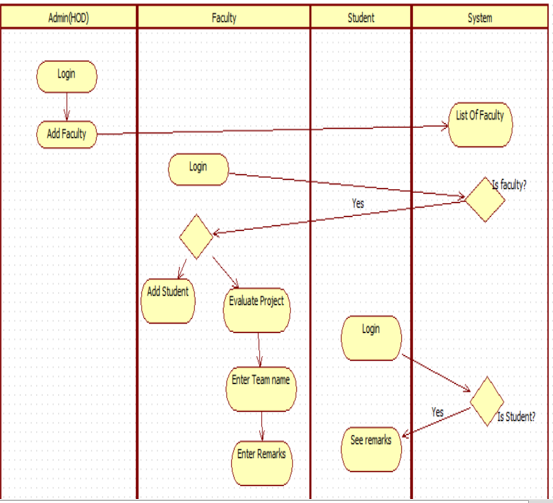 Admin(HOD)
Faculty
Student
System
Login
Add Faculty
List Of Faculty
Login
Is faculty?
Yes
Add Student
Evaluate Project
Login
Enter Team name
Yes
Is Student?
See remarks
Enter Remarks